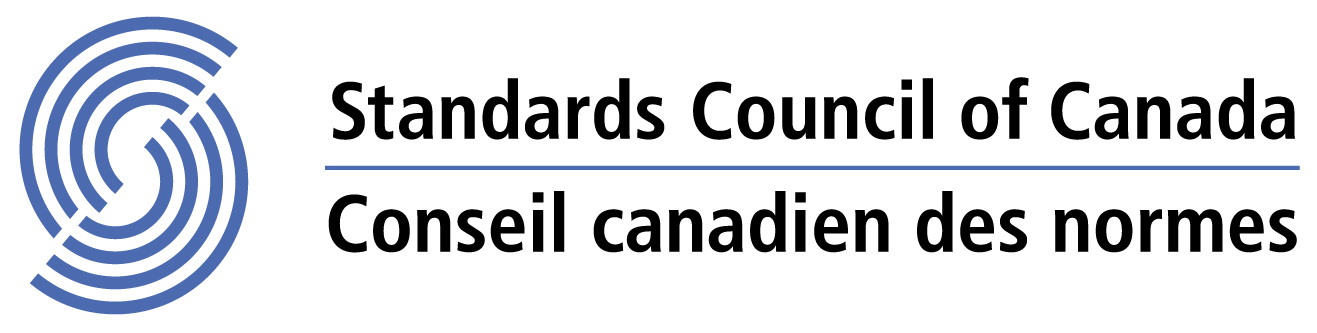 Standards Council of Canada
Conseil canadien des normes